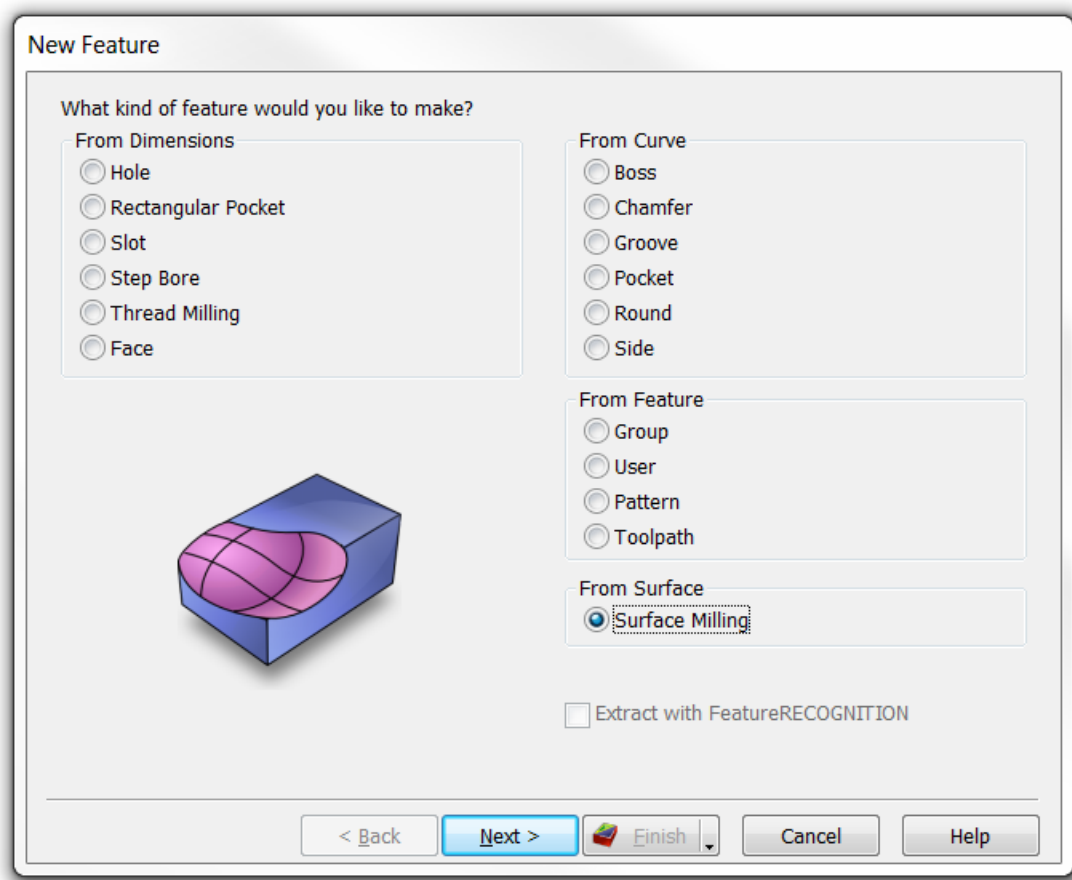 New Feature
What kind of feature would you like to make?
From Dimensions
Hole
Rectangular Pocket
Slot
Step Bore
Thread Milling
Face
From Curve
Boss
Chamfer
Groove
Pocket
Round
Side
From Feature
Group
User
Pattern
Toolpath
From Surface
Surface Milling
Extract with FeatureRECOGNITION
< Back
Next >
Finish
Cancel
Help